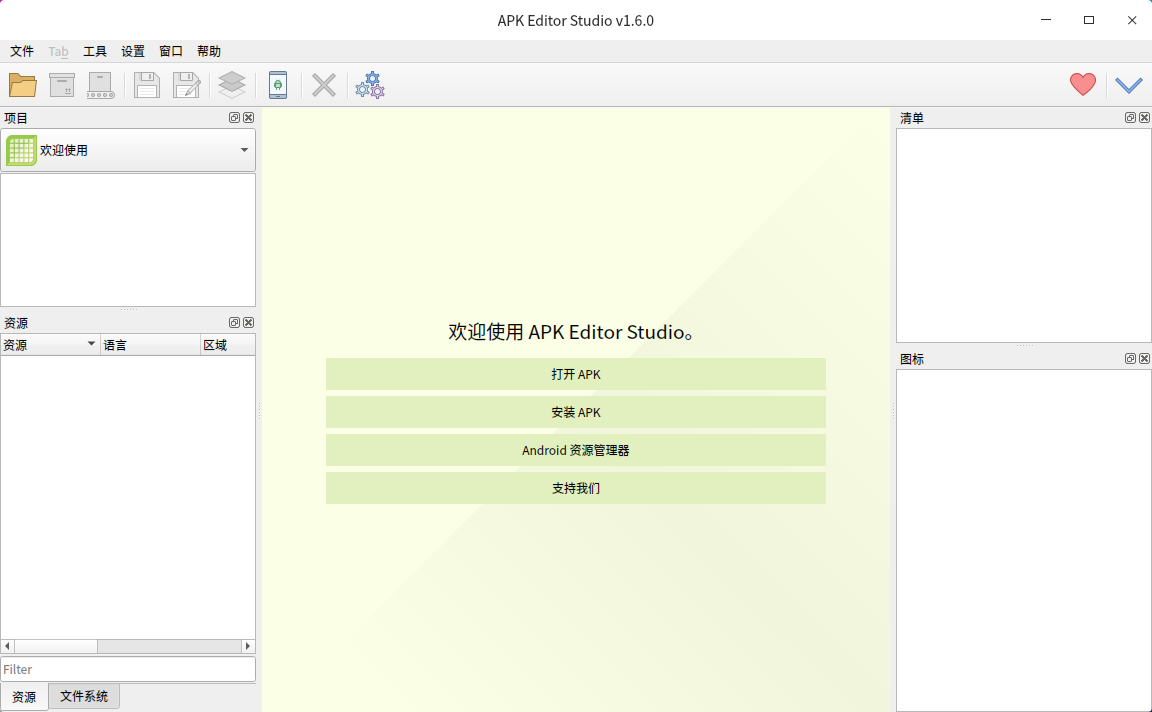 APK Editor Studio v1.6.0
文件 Tab 工具 设置 窗口 帮助
项目
欢迎使用
资源
资源 语言 区域
Filter
资源 文件系统
欢迎使用 APK Editor Studio。
打开 APK
安装 APK
Android 资源管理器
支持我们
清单
图标